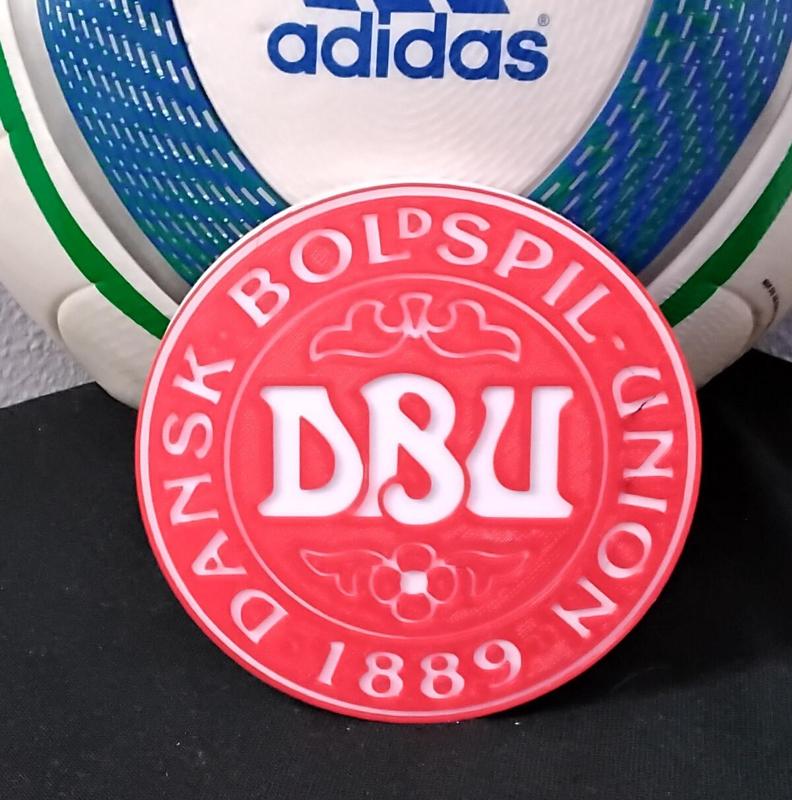 adidas®
DANSK BOLDSPIL-UNION
DBU
1889